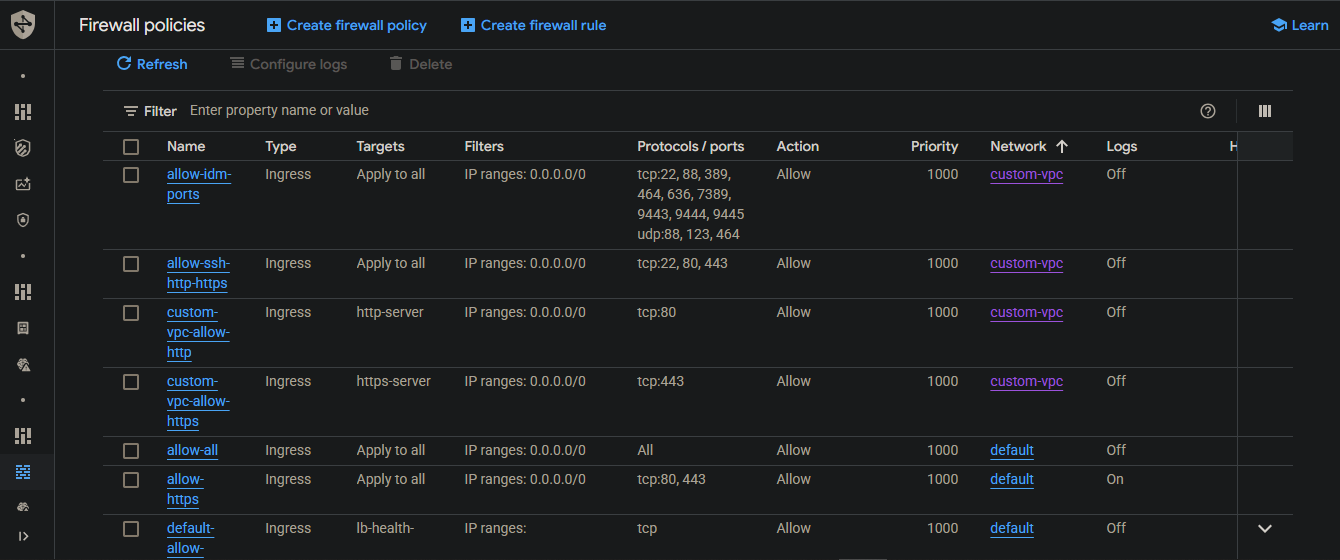 Firewall policies Create firewall policy Create firewall rule Learn
Refresh Configure logs Delete
Filter Enter property name or value
Name Type Targets Filters Protocols / ports Action Priority Network Logs H
allow-idm- Ingress Apply to all IP ranges: 0.0.0.0/0 tcp:22, 88, 389, Allow 1000 custom-vpc Off
ports 464, 636, 7389,
9443, 9444, 9445
udp:88, 123, 464
allow-ssh- Ingress Apply to all IP ranges: 0.0.0.0/0 tcp:22, 80, 443 Allow 1000 custom-vpc Off
http-https
custom- Ingress http-server IP ranges: 0.0.0.0/0 tcp:80 Allow 1000 custom-vpc Off
vpc-allow-
http
custom- Ingress https-server IP ranges: 0.0.0.0/0 tcp:443 Allow 1000 custom-vpc Off
vpc-allow-
https
allow-all Ingress Apply to all IP ranges: 0.0.0.0/0 All Allow 1000 default Off
allow- Ingress Apply to all IP ranges: 0.0.0.0/0 tcp:80, 443 Allow 1000 default On
https
default- Ingress lb-health- IP ranges: tcp Allow 1000 default Off
allow-